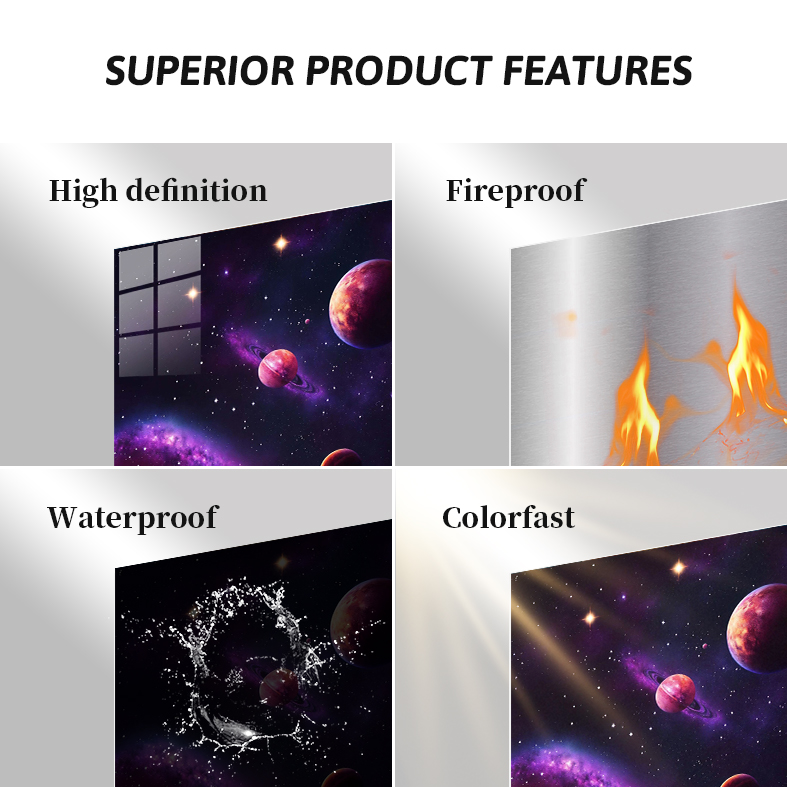 SUPERIOR PRODUCT FEATURES
High definition
Fireproof
Waterproof
Colorfast